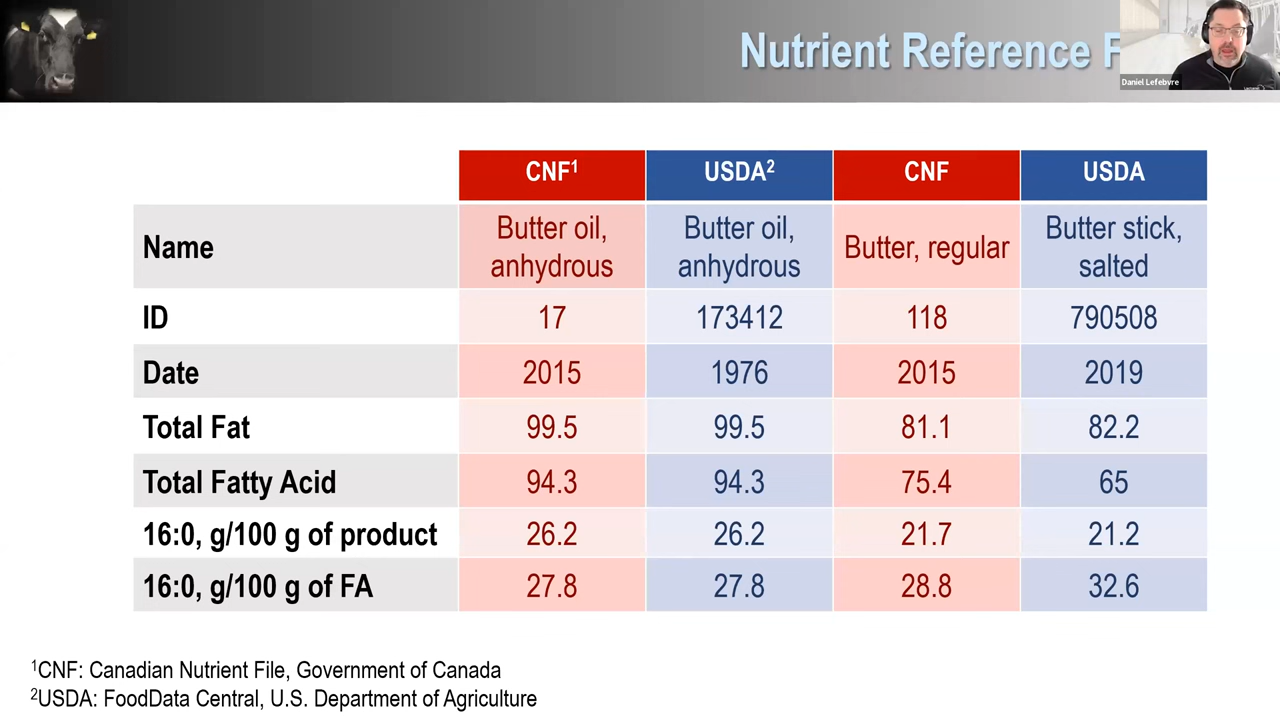 Nutrient Reference F
Daniel Lefebvre
CNF¹ USDA² CNF USDA
Name Butter oil, anhydrous Butter oil, anhydrous Butter, regular Butter stick, salted
ID 17 173412 118 790508
Date 2015 1976 2015 2019
Total Fat 99.5 99.5 81.1 82.2
Total Fatty Acid 94.3 94.3 75.4 65
16:0, g/100 g of product 26.2 26.2 21.7 21.2
16:0, g/100 g of FA 27.8 27.8 28.8 32.6
¹CNF: Canadian Nutrient File, Government of Canada
²USDA: FoodData Central, U.S. Department of Agriculture